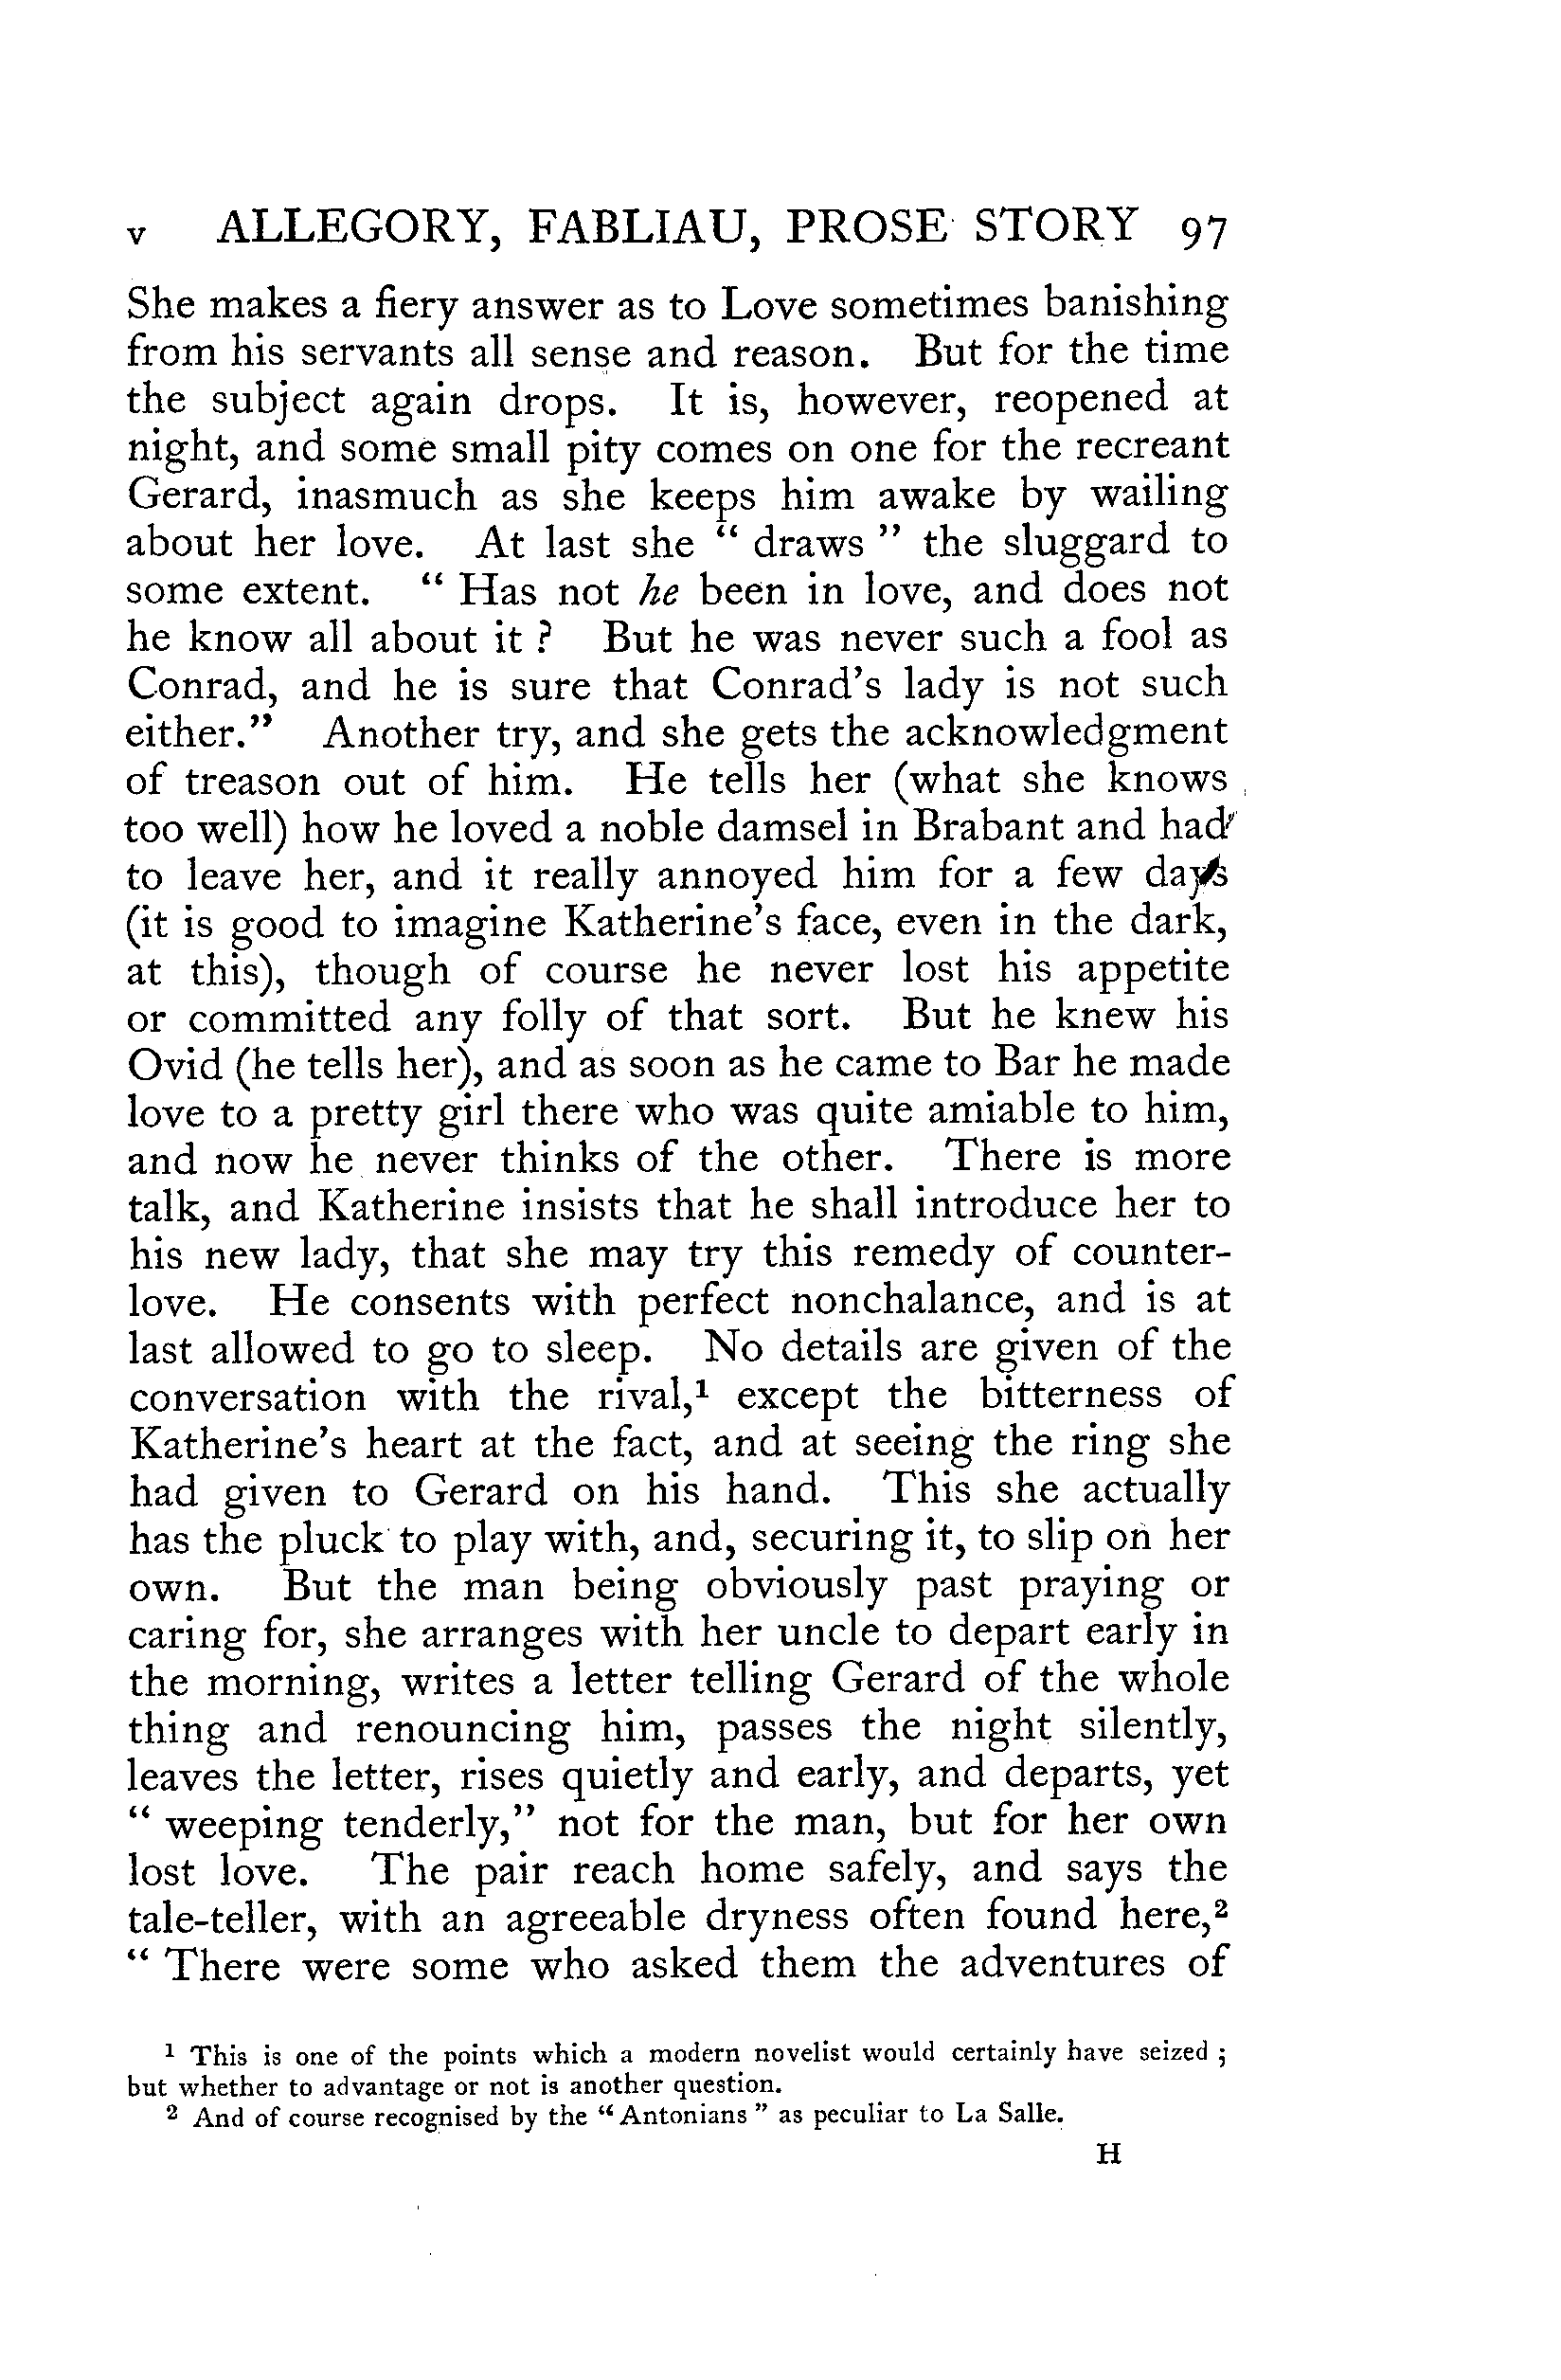 v ALLEGORY, FABLIAU, PROSE STORY 97
She makes a fiery answer as to Love sometimes banishing
from his servants all sense and reason. But for the time
the subject again drops. It is, however, reopened at
night, and some small pity comes on one for the recreant
Gerard, inasmuch as she keeps him awake by wailing
about her love. At last she “ draws ” the sluggard to
some extent. “ Has not he been in love, and does not
he know all about it ? But he was never such a fool as
Conrad, and he is sure that Conrad’s lady is not such
either.” Another try, and she gets the acknowledgment
of treason out of him. He tells her (what she knows
too well) how he loved a noble damsel in Brabant and had
to leave her, and it really annoyed him for a few days
(it is good to imagine Katherine’s face, even in the dark,
at this), though of course he never lost his appetite
or committed any folly of that sort. But he knew his
Ovid (he tells her), and as soon as he came to Bar he made
love to a pretty girl there who was quite amiable to him,
and now he never thinks of the other. There is more
talk, and Katherine insists that he shall introduce her to
his new lady, that she may try this remedy of counter-
love. He consents with perfect nonchalance, and is at
last allowed to go to sleep. No details are given of the
conversation with the rival,¹ except the bitterness of
Katherine’s heart at the fact, and at seeing the ring she
had given to Gerard on his hand. This she actually
has the pluck to play with, and, securing it, to slip on her
own. But the man being obviously past praying or
caring for, she arranges with her uncle to depart early in
the morning, writes a letter telling Gerard of the whole
thing and renouncing him, passes the night silently,
leaves the letter, rises quietly and early, and departs, yet
“ weeping tenderly,” not for the man, but for her own
lost love. The pair reach home safely, and says the
tale-teller, with an agreeable dryness often found here,²
“ There were some who asked them the adventures of
¹ This is one of the points which a modern novelist would certainly have seized ;
but whether to advantage or not is another question.
² And of course recognised by the “ Antonians ” as peculiar to La Salle.
H